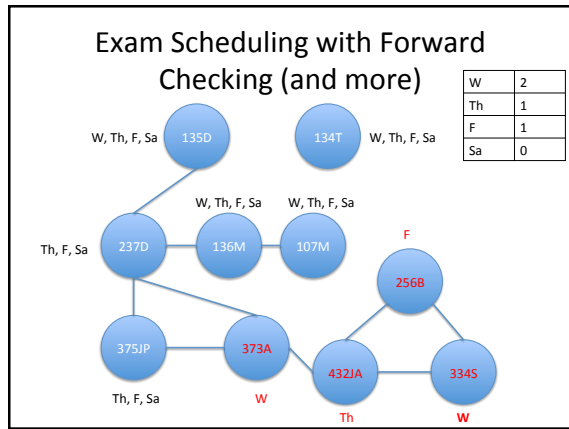 Exam Scheduling with Forward
Checking (and more)
W 2
Th 1
F 1
Sa 0
W, Th, F, Sa 135D 134T W, Th, F, Sa
W, Th, F, Sa W, Th, F, Sa
Th, F, Sa 237D 136M 107M
F
256B
375JP 373A 432JA 334S
Th, F, Sa W Th W